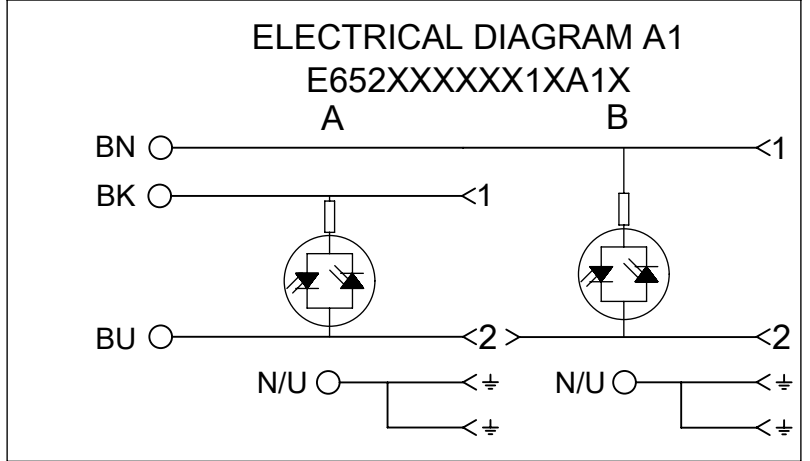 ELECTRICAL DIAGRAM A1
E652XXXXXX1XA1X
A B
BN 1
BK 1
BU 2 2
N/U N/U